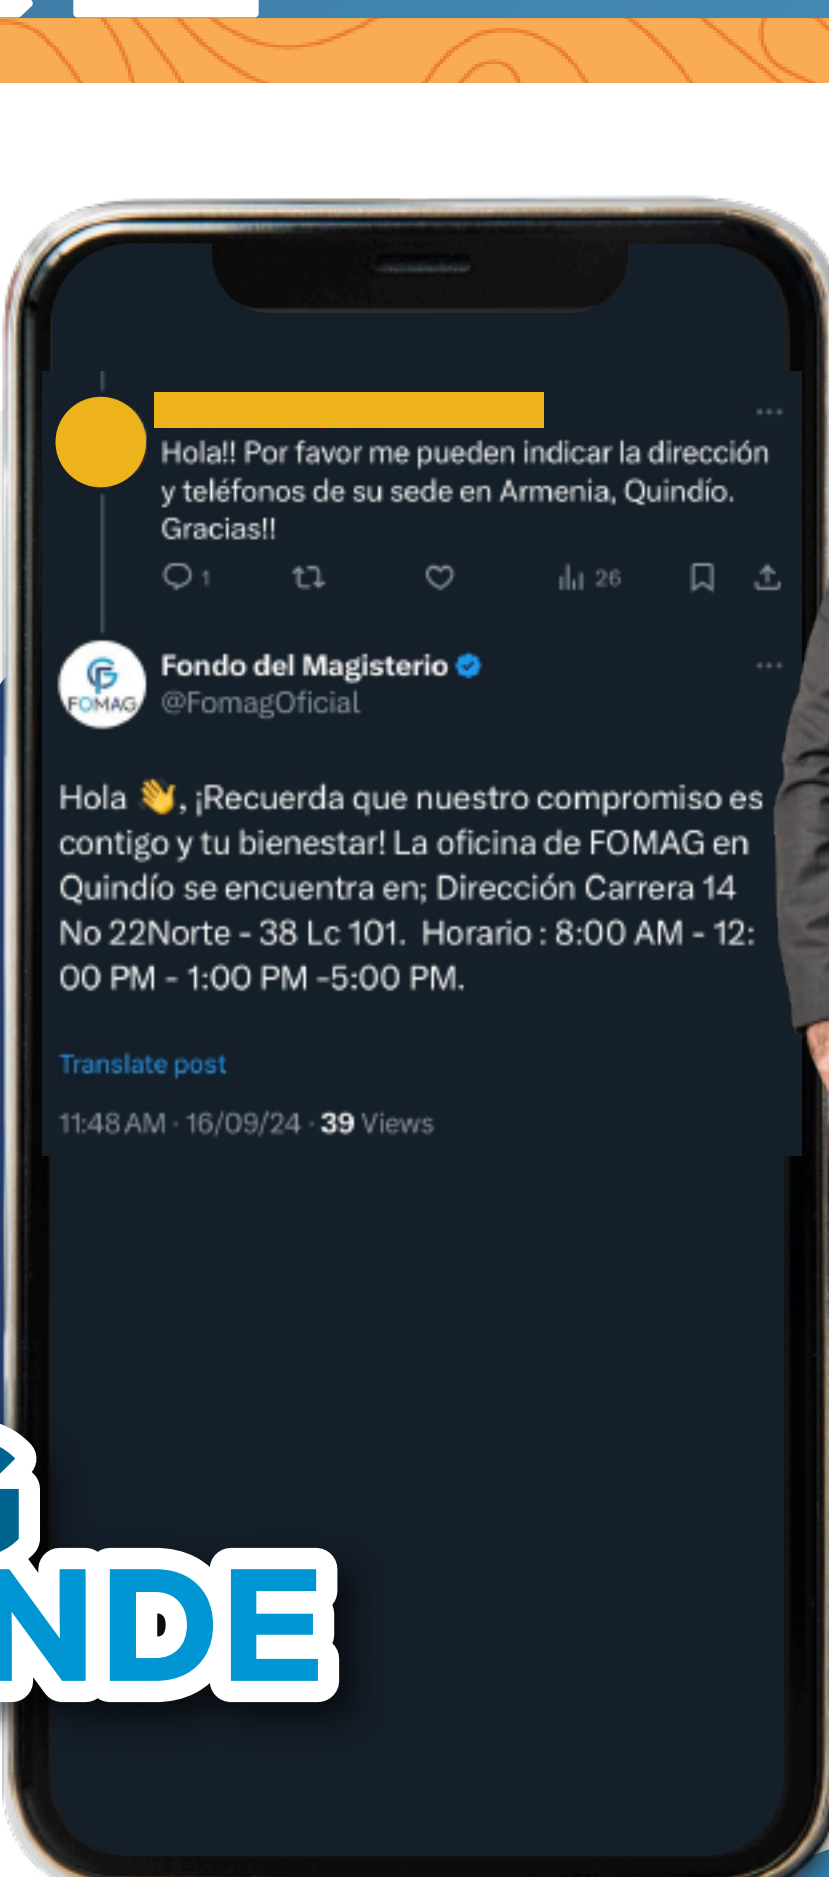 Hola!! Por favor me pueden indicar la dirección
y teléfonos de su sede en Armenia, Quindío.
Gracias!!
1 26
Fondo del Magisterio
FOMAG
@FomagOficial
Hola 👋, ¡Recuerda que nuestro compromiso es
contigo y tu bienestar! La oficina de FOMAG en
Quindío se encuentra en; Dirección Carrera 14
No 22Norte - 38 Lc 101.  Horario : 8:00 AM - 12:
00 PM - 1:00 PM -5:00 PM.
Translate post
11:48 AM · 16/09/24 · 39 Views
G
NDE